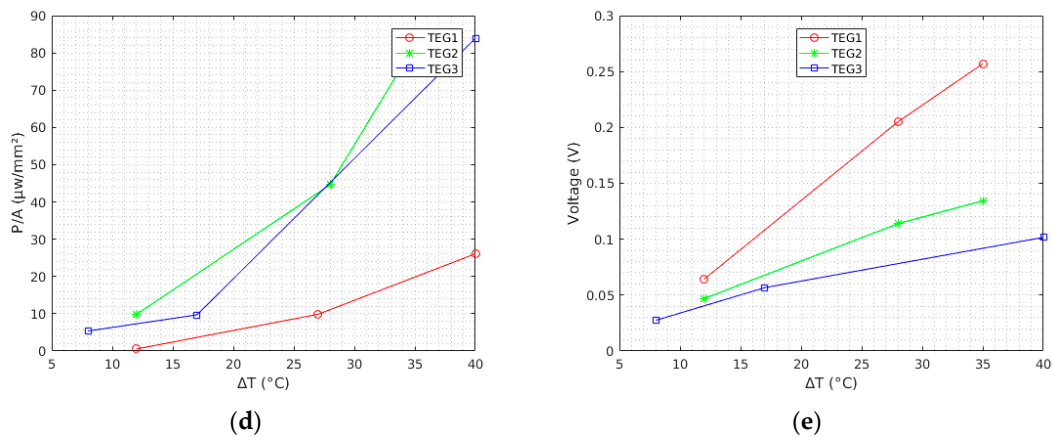 90
80
70
60
50
40
30
20
10
0
P/A (μw/mm²)
TEG1
TEG2
TEG3
5 10 15 20 25 30 35 40
ΔT (°C)
(d)
0.3
0.25
0.2
0.15
0.1
0.05
0
Voltage (V)
TEG1
TEG2
TEG3
5 10 15 20 25 30 35 40
ΔT (°C)
(e)